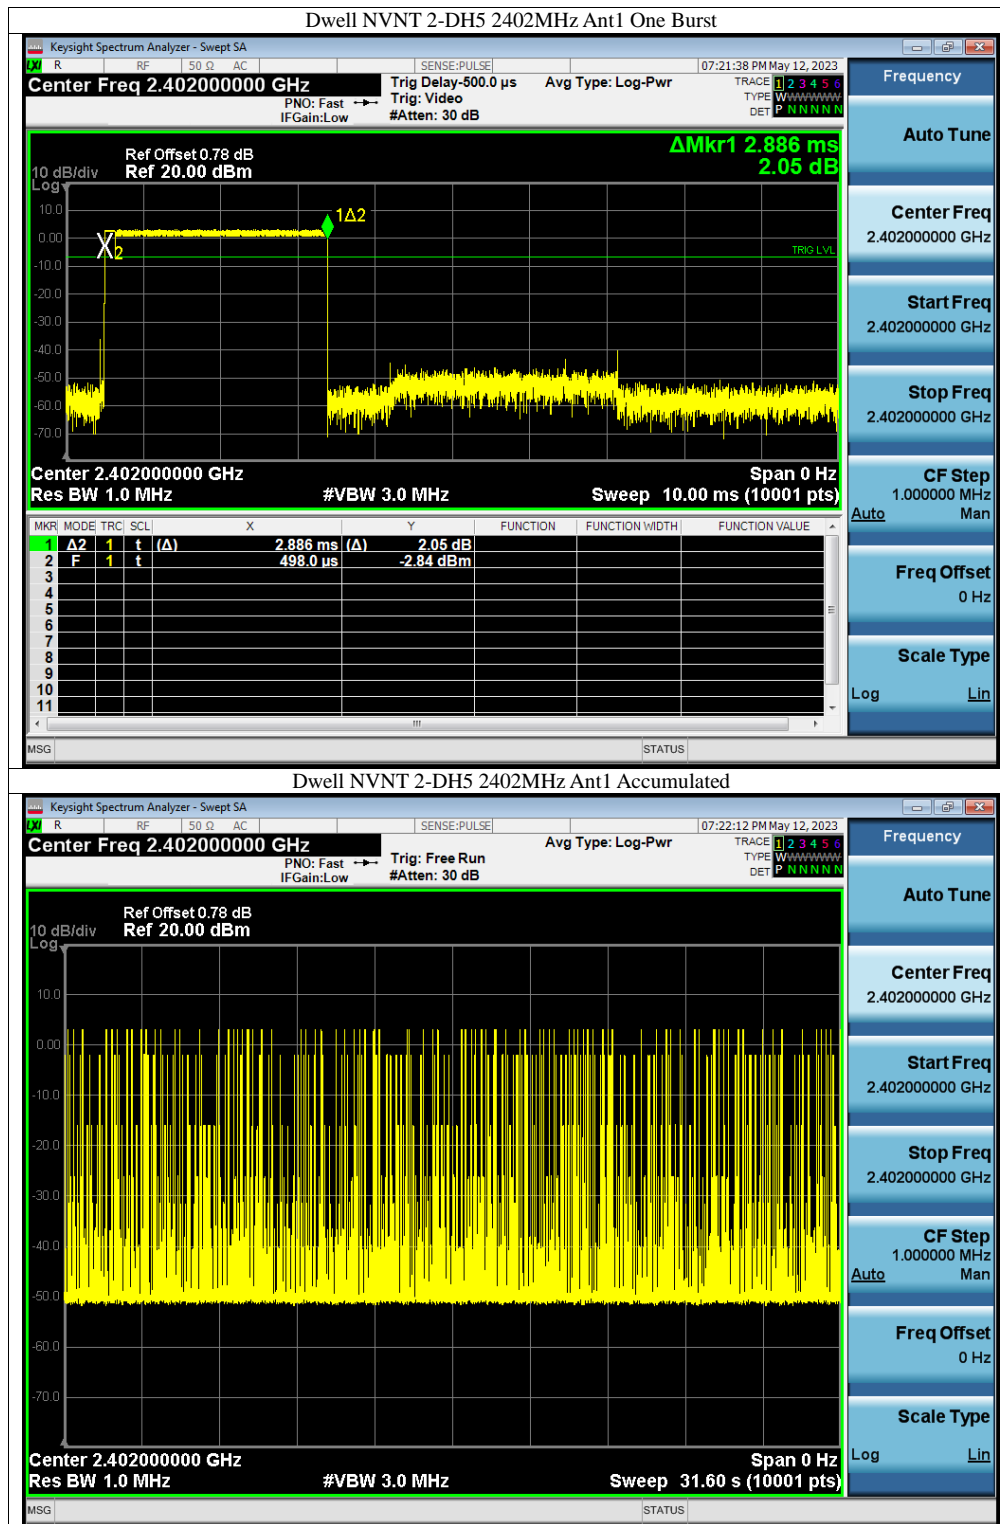 Dwell NVNT 2-DH5 2402MHz Ant1 One Burst
Keysight Spectrum Analyzer - Swept SA
LXI R RF 50 Ω AC SENSE:PULSE 07:21:38 PM May 12, 2023
Center Freq 2.402000000 GHz
PNO: Fast
IFGain:Low
Trig Delay-500.0 µs
Trig: Video
#Atten: 30 dB
Avg Type: Log-Pwr
TRACE 1 2 3 4 5 6
TYPE WWWWWW
DET P N N N N N
ΔMkr1 2.886 ms
2.05 dB
Ref Offset 0.78 dB
10 dB/div Ref 20.00 dBm
Log
10.0
0.00
-10.0
-20.0
-30.0
-40.0
-50.0
-60.0
-70.0
1Δ2
2
TRIG LVL
Center 2.402000000 GHz Span 0 Hz
Res BW 1.0 MHz #VBW 3.0 MHz Sweep 10.00 ms (10001 pts)
MKR MODE TRC SCL X Y FUNCTION FUNCTION WIDTH FUNCTION VALUE
1 Δ2 1 t (Δ) 2.886 ms (Δ) 2.05 dB
2 F 1 t 498.0 µs -2.84 dBm
3
4
5
6
7
8
9
10
11
MSG STATUS
Frequency
Auto Tune
Center Freq
2.402000000 GHz
Start Freq
2.402000000 GHz
Stop Freq
2.402000000 GHz
CF Step
1.000000 MHz
Auto Man
Freq Offset
0 Hz
Scale Type
Log Lin
Dwell NVNT 2-DH5 2402MHz Ant1 Accumulated
Keysight Spectrum Analyzer - Swept SA
LXI R RF 50 Ω AC SENSE:PULSE 07:22:12 PM May 12, 2023
Center Freq 2.402000000 GHz
PNO: Fast
IFGain:Low
Trig: Free Run
#Atten: 30 dB
Avg Type: Log-Pwr
TRACE 1 2 3 4 5 6
TYPE WWWWWW
DET P N N N N N
Ref Offset 0.78 dB
10 dB/div Ref 20.00 dBm
Log
10.0
0.00
-10.0
-20.0
-30.0
-40.0
-50.0
-60.0
-70.0
Center 2.402000000 GHz Span 0 Hz
Res BW 1.0 MHz #VBW 3.0 MHz Sweep 31.60 s (10001 pts)
MSG STATUS
Frequency
Auto Tune
Center Freq
2.402000000 GHz
Start Freq
2.402000000 GHz
Stop Freq
2.402000000 GHz
CF Step
1.000000 MHz
Auto Man
Freq Offset
0 Hz
Scale Type
Log Lin